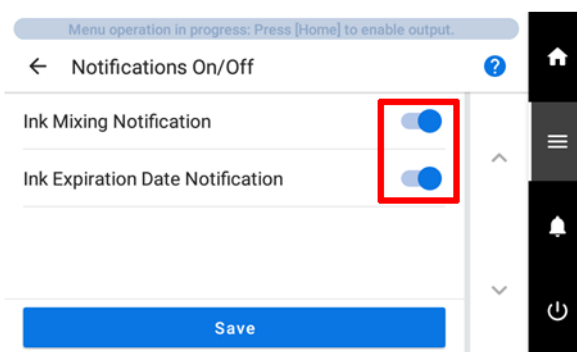 Menu operation in progress: Press [Home] to enable output.
Notifications On/Off
?
Ink Mixing Notification
Ink Expiration Date Notification
Save